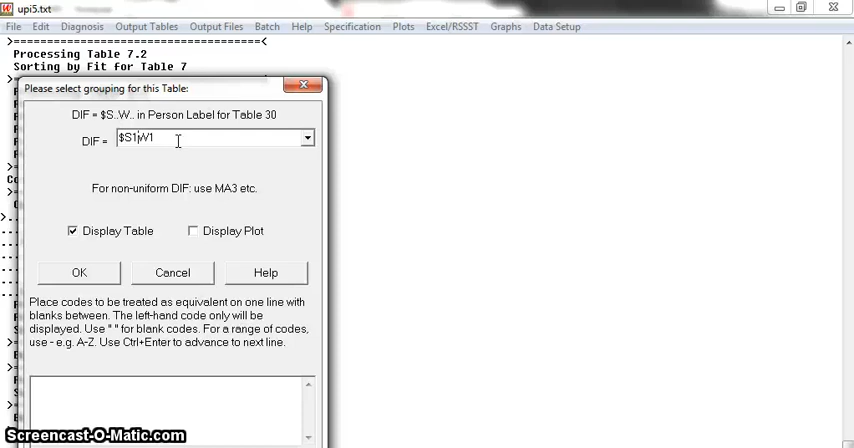 upi5.txt
File Edit Diagnosis Output Tables Output Files Batch Help Specification Plots Excel/RSSST Graphs Data Setup
>====================================<
Processing Table 7.2
Sorting by Fit for Table 7
Please select grouping for this Table:
DIF = $S..W.. in Person Label for Table 30
DIF = $S1W1
For non-uniform DIF: use MA3 etc.
Display Table Display Plot
OK Cancel Help
Place codes to be treated as equivalent on one line with
blanks between. The left-hand code only will be
displayed. Use " " for blank codes. For a range of codes,
use - e.g. A-Z. Use Ctrl+Enter to advance to next line.
Screencast-O-Matic.com